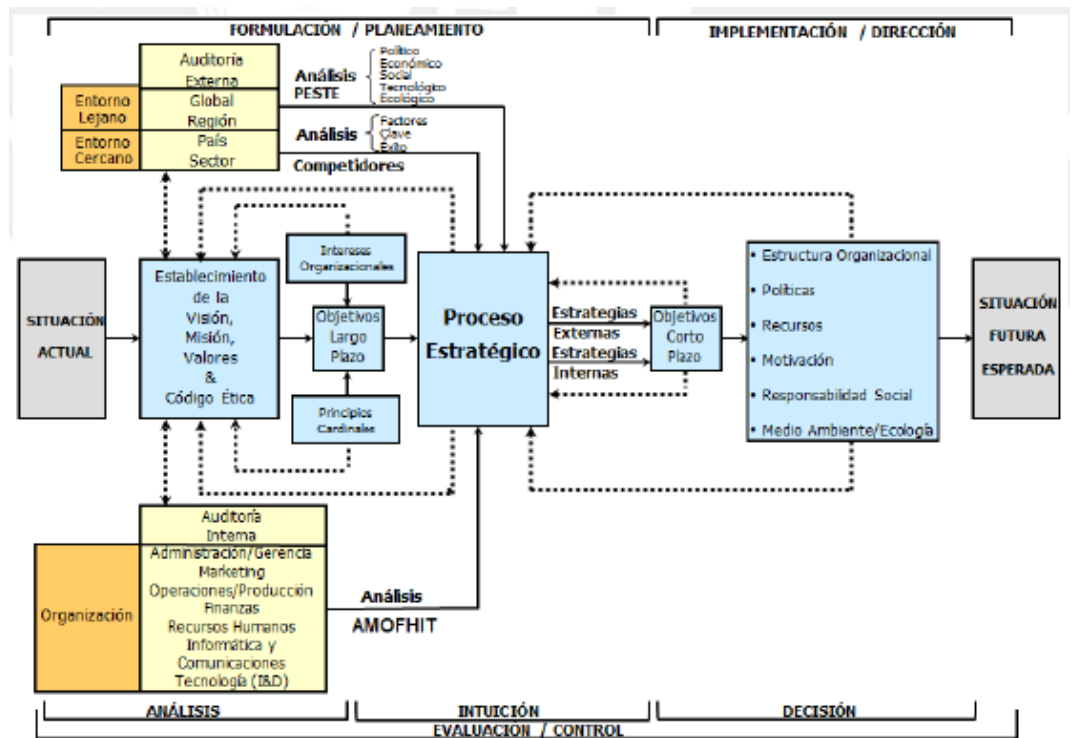 FORMULACIÓN / PLANEAMIENTO
IMPLEMENTACIÓN / DIRECCIÓN
Auditoría
Externa
Entorno
Lejano
Global
Región
Entorno
Cercano
País
Sector
Análisis
PESTE
Político
Económico
Social
Tecnológico
Ecológico
Análisis
Competidores
Factores
Clave
Éxito
SITUACIÓN
ACTUAL
Establecimiento
de la
Visión,
Misión,
Valores
&
Código Ética
Intereses
Organizacionales
Objetivos
Largo
Plazo
Principios
Cardinales
Proceso
Estratégico
Estrategias
Externas
Estrategias
Internas
Objetivos
Corto
Plazo
• Estructura Organizacional
• Políticas
• Recursos
• Motivación
• Responsabilidad Social
• Medio Ambiente/Ecología
SITUACIÓN
FUTURA
ESPERADA
Organización
Auditoría
Interna
Administración/Gerencia
Marketing
Operaciones/Producción
Finanzas
Recursos Humanos
Informática y
Comunicaciones
Tecnología (I&D)
Análisis
AMOFHIT
ANÁLISIS
INTUICIÓN
DECISIÓN
EVALUACIÓN / CONTROL